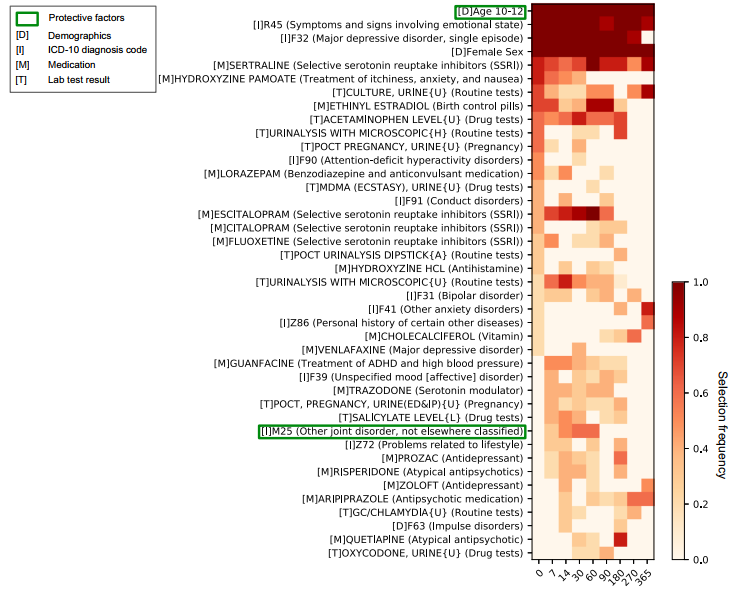 Protective factors
[D] Demographics
[I] ICD-10 diagnosis code
[M] Medication
[T] Lab test result
[D]Age 10-12
[I]R45 (Symptoms and signs involving emotional state)
[I]F32 (Major depressive disorder, single episode)
[D]Female Sex
[M]SERTRALINE (Selective serotonin reuptake inhibitors (SSRI))
[M]HYDROXYZINE PAMOATE (Treatment of itchiness, anxiety, and nausea)
[T]CULTURE, URINE{U} (Routine tests)
[M]ETHINYL ESTRADIOL (Birth control pills)
[T]ACETAMINOPHEN LEVEL{U} (Drug tests)
[T]URINALYSIS WITH MICROSCOPIC{H} (Routine tests)
[T]POCT PREGNANCY, URINE{U} (Pregnancy)
[I]F90 (Attention-deficit hyperactivity disorders)
[M]LORAZEPAM (Benzodiazepine and anticonvulsant medication)
[T]MDMA (ECSTASY), URINE{U} (Drug tests)
[I]F91 (Conduct disorders)
[M]ESCITALOPRAM (Selective serotonin reuptake inhibitors (SSRI))
[M]CITALOPRAM (Selective serotonin reuptake inhibitors (SSRI))
[M]FLUOXETINE (Selective serotonin reuptake inhibitors (SSRI))
[T]POCT URINALYSIS DIPSTICK{A} (Routine tests)
[M]HYDROXYZINE HCL (Antihistamine)
[T]URINALYSIS WITH MICROSCOPIC{U} (Routine tests)
[I]F31 (Bipolar disorder)
[I]F41 (Other anxiety disorders)
[I]Z86 (Personal history of certain other diseases)
[M]CHOLECALCIFEROL (Vitamin)
[M]VENLAFAXINE (Major depressive disorder)
[M]GUANFACINE (Treatment of ADHD and high blood pressure)
[I]F39 (Unspecified mood [affective] disorder)
[M]TRAZODONE (Serotonin modulator)
[T]POCT, PREGNANCY, URINE(ED&IP){U} (Pregnancy)
[T]SALICYLATE LEVEL{L} (Drug tests)
[I]M25 (Other joint disorder, not elsewhere classified)
[I]Z72 (Problems related to lifestyle)
[M]PROZAC (Antidepressant)
[M]RISPERIDONE (Atypical antipsychotics)
[M]ZOLOFT (Antidepressant)
[M]ARIPIPRAZOLE (Antipsychotic medication)
[T]GC/CHLAMYDIA{U} (Routine tests)
[D]F63 (Impulse disorders)
[M]QUETIAPINE (Atypical antipsychotic)
[T]OXYCODONE, URINE{U} (Drug tests)
0 7 14 30 60 90 180 270 365
1.0
0.8
0.6
0.4
0.2
0.0
Selection frequency